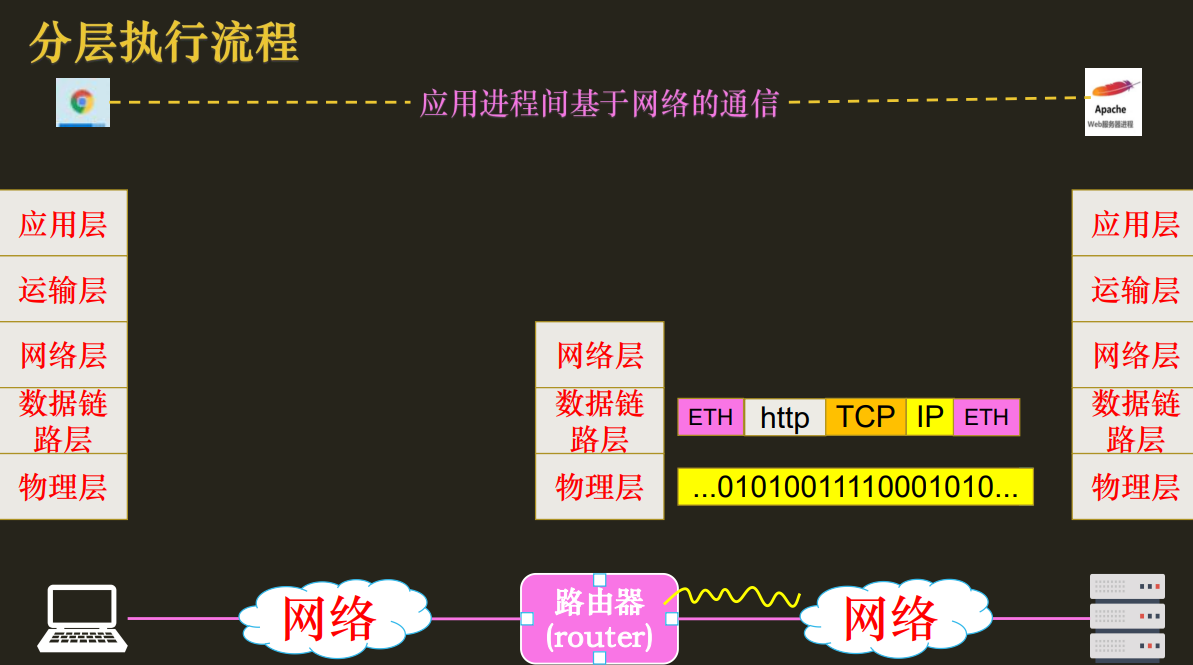 分层执行流程
应用进程间基于网络的通信
Apache
Web服务器进程
应用层
运输层
网络层
数据链
路层
物理层
网络层
数据链
路层
物理层
ETH http TCP IP ETH
...01010011110001010...
应用层
运输层
网络层
数据链
路层
物理层
网络
路由器
(router)
网络